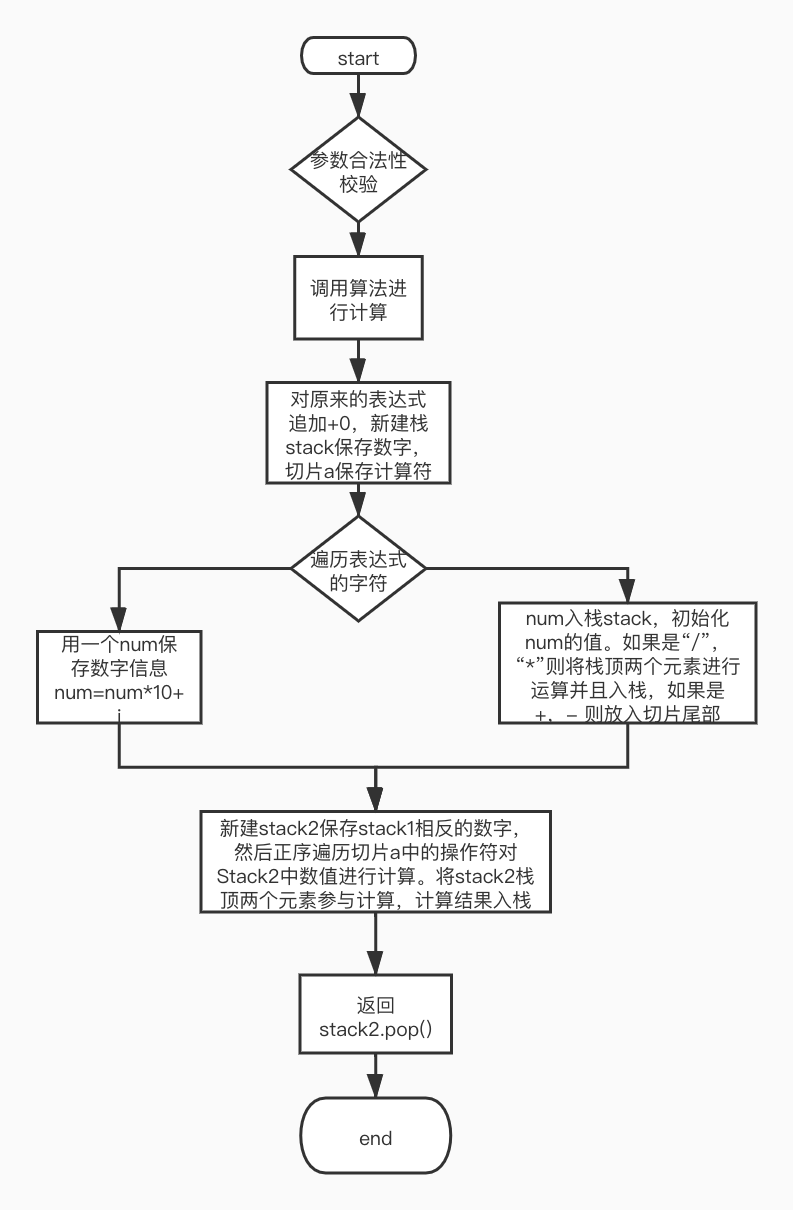 start
参数合法性
校验
调用算法进
行计算
对原来的表达式
追加+0，新建栈
stack保存数字，
切片a保存计算符
遍历表达式
的字符
用一个num保
存数字信息
num=num*10+
i
num入栈stack，初始化
num的值。如果是“/”，
“*”则将栈顶两个元素进行
运算并且入栈，如果是
+，- 则放入切片尾部
新建stack2保存stack1相反的数字，
然后正序遍历切片a中的操作符对
Stack2中数值进行计算。将stack2栈
顶两个元素参与计算，计算结果入栈
返回
stack2.pop()
end